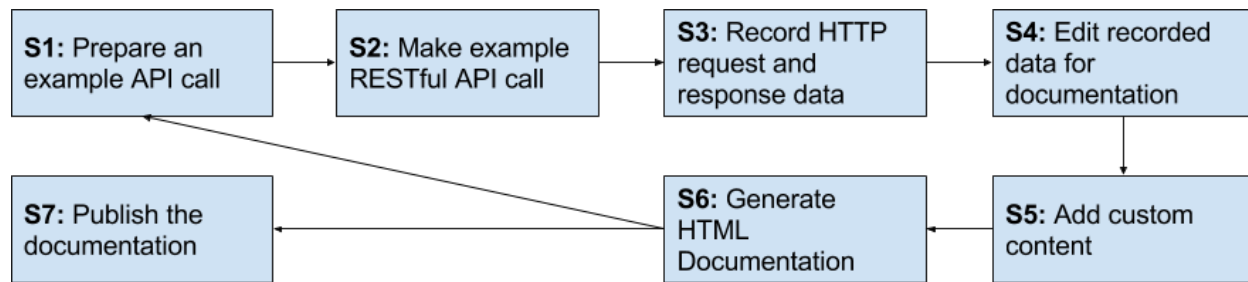 S1: Prepare an
example API call
S2: Make example
RESTful API call
S3: Record HTTP
request and
response data
S4: Edit recorded
data for
documentation
S5: Add custom
content
S6: Generate
HTML
Documentation
S7: Publish the
documentation